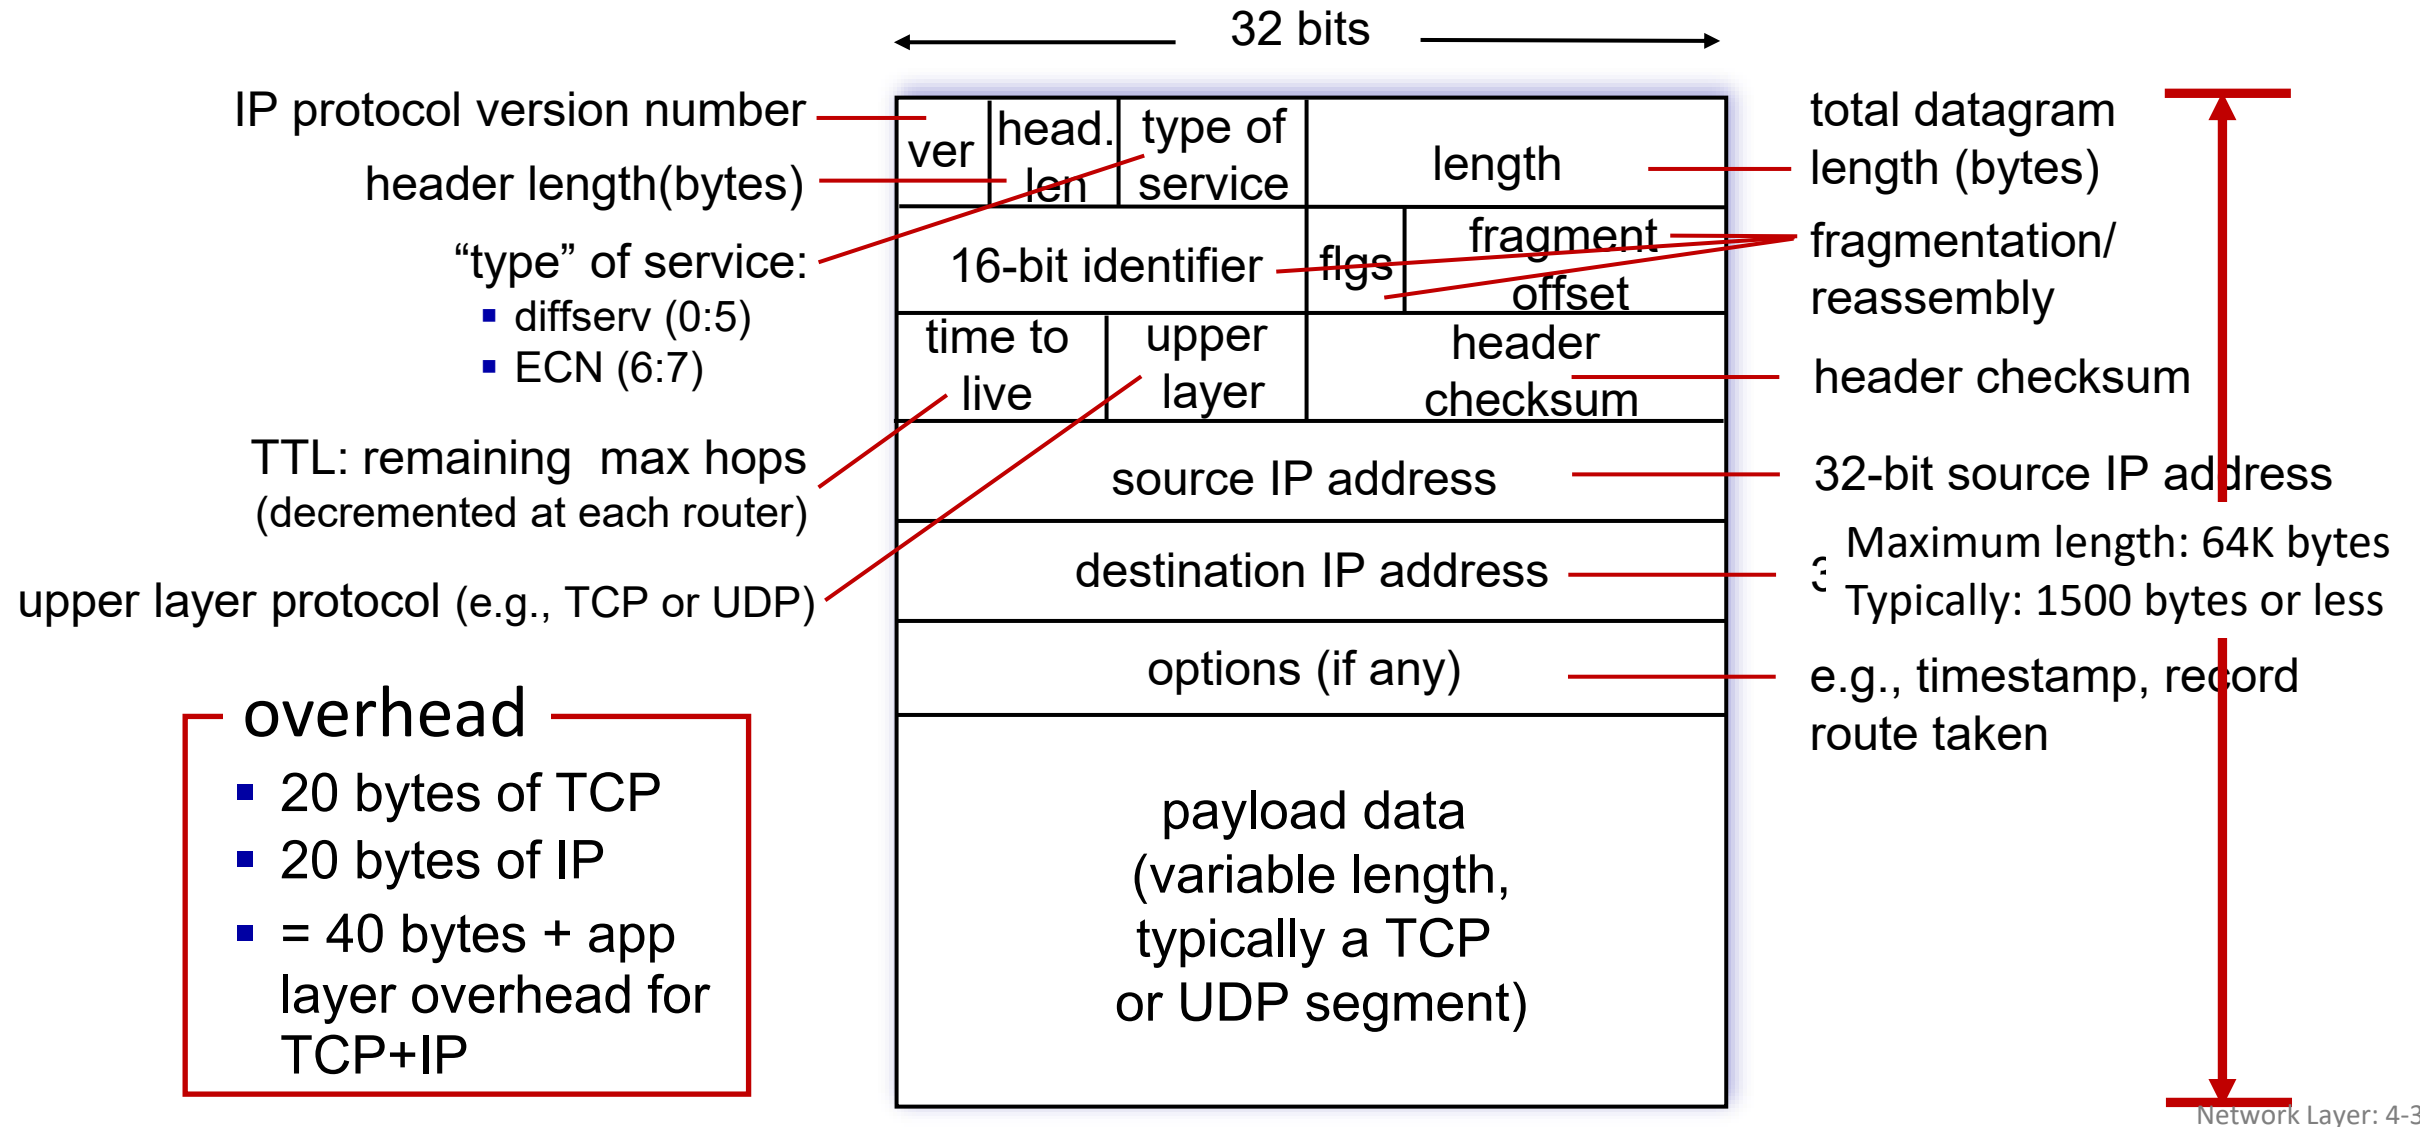 32 bits
IP protocol version number
header length(bytes)
“type” of service:
▪ diffserv (0:5)
▪ ECN (6:7)
TTL: remaining  max hops
(decremented at each router)
upper layer protocol (e.g., TCP or UDP)
overhead
▪ 20 bytes of TCP
▪ 20 bytes of IP
▪ = 40 bytes + app
layer overhead for
TCP+IP
ver
head.
len
type of
service
length
16-bit identifier
flgs
fragment
offset
time to
live
upper
layer
header
checksum
source IP address
destination IP address
options (if any)
payload data
(variable length,
typically a TCP
or UDP segment)
total datagram
length (bytes)
fragmentation/
reassembly
header checksum
32-bit source IP address
Maximum length: 64K bytes
Typically: 1500 bytes or less
e.g., timestamp, record
route taken
Network Layer: 4-3